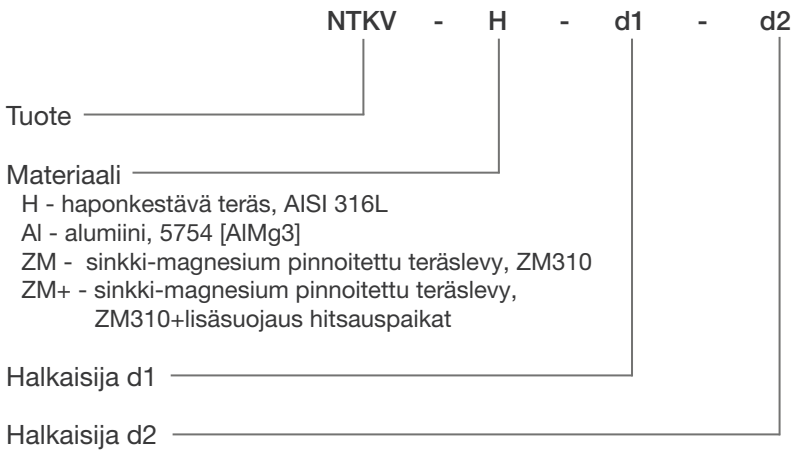 NTKV - H - d1 - d2
Tuote
Materiaali
H - haponkestävä teräs, AISI 316L
Al - alumiini, 5754 [AlMg3]
ZM - sinkki-magnesium pinnoitettu teräslevy, ZM310
ZM+ - sinkki-magnesium pinnoitettu teräslevy,
ZM310+lisäsuojaus hitsauspaikat
Halkaisija d1
Halkaisija d2